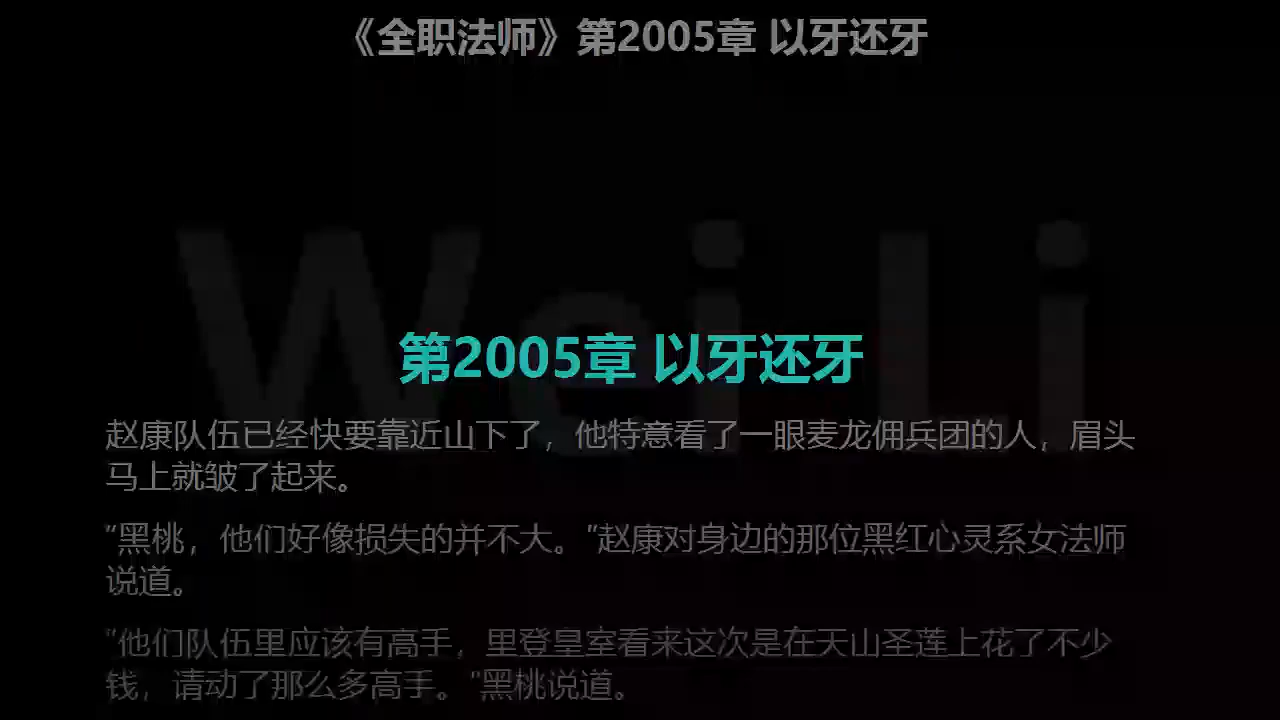 《全职法师》第2005章 以牙还牙
Wei Li
第2005章 以牙还牙
赵康队伍已经快要靠近山下了，他特意看了一眼麦龙佣兵团的人，眉头
马上就皱了起来。
“黑桃，他们好像损失的并不大。”赵康对身边的那位黑红心灵系女法师
说道。
“他们队伍里应该有高手，里登皇室看来这次是在天山圣莲上花了不少
钱，请动了那么多高手。”黑桃说道。